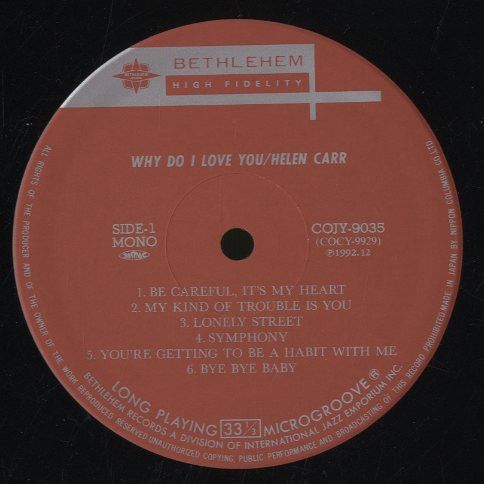 BETHLEHEM
HIGH FIDELITY
BETHLEHEM
WHY DO I LOVE YOU/HELEN CARR
SIDE-1
MONO
COJY-9035
(COCY-9929)
℗1992.12
1. BE CAREFUL, IT'S MY HEART
2. MY KIND OF TROUBLE IS YOU
3. LONELY STREET
4. SYMPHONY
5. YOU'RE GETTING TO BE A HABIT WITH ME
6. BYE BYE BABY
LONG PLAYING 33 1/3 MICROGROOVE®
BETHLEHEM RECORDS A DIVISION OF INTERNATIONAL JAZZ EMPORIUM INC.
ALL RIGHTS OF THE PRODUCER AND OF THE OWNER OF THE WORK REPRODUCED RESERVED. UNAUTHORIZED COPYING, PUBLIC PERFORMANCE AND BROADCASTING OF THIS RECORD PROHIBITED. MADE IN JAPAN BY NIPPON COLUMBIA CO., LTD.